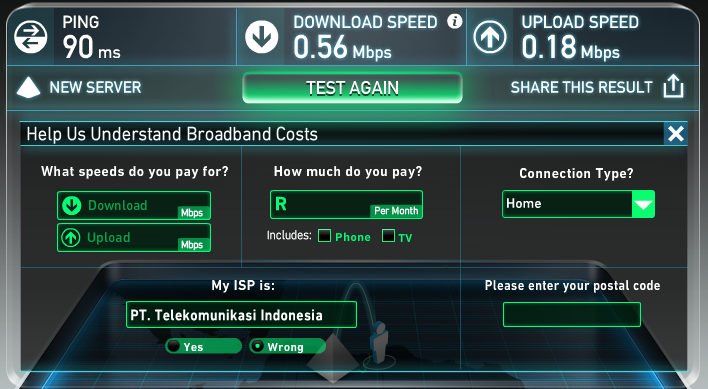 PING
90 ms
DOWNLOAD SPEED i
0.56 Mbps
UPLOAD SPEED
0.18 Mbps
NEW SERVER
TEST AGAIN
SHARE THIS RESULT
Help Us Understand Broadband Costs
What speeds do you pay for?
Download Mbps
Upload Mbps
How much do you pay?
R Per Month
Includes: Phone TV
Connection Type?
Home
My ISP is:
PT. Telekomunikasi Indonesia
Yes Wrong
Please enter your postal code